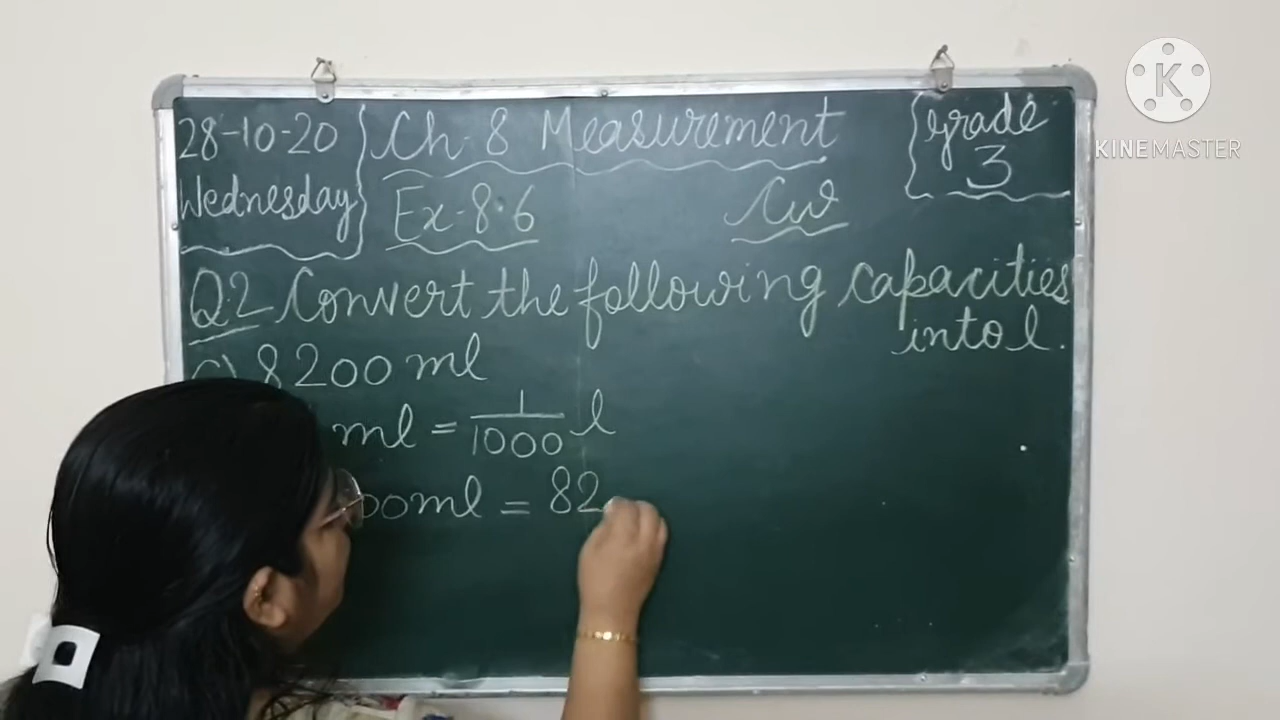 28-10-20
Wednesday
Ch-8 Measurement
Ex-8.6
CW
Grade
3
Q.2 Convert the following capacities
into l.
c) 8200 ml
ml = 1/1000 l
00ml = 82
K
KINEMASTER